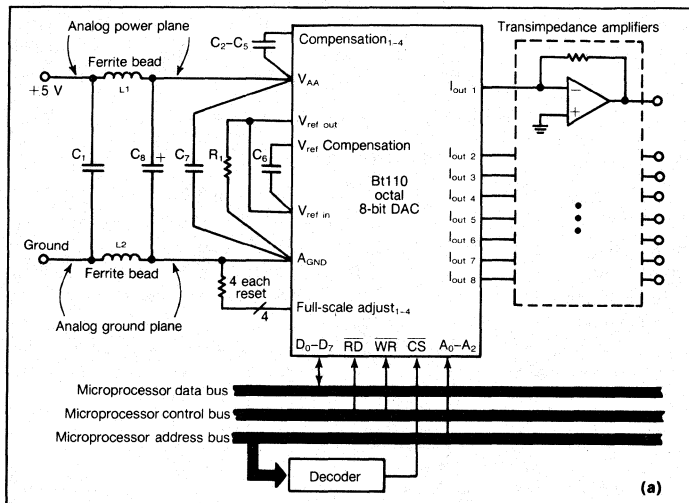 Analog power plane
Transimpedance amplifiers
C2–C5
Compensation1–4
Ferrite bead
L1
+5 V
VAA
Iout 1
−
+
Vref out
Vref Compensation
C1
C8
+
C7
R1
C6
Bt110
octal
8-bit DAC
Iout 2
Iout 3
Iout 4
Iout 5
Iout 6
Iout 7
Iout 8
Vref in
L2
Ground
Ferrite bead
AGND
4 each
reset
4
Full-scale adjust1–4
Analog ground plane
D0–D7 RD WR CS A0–A2
Microprocessor data bus
Microprocessor control bus
Microprocessor address bus
Decoder
(a)